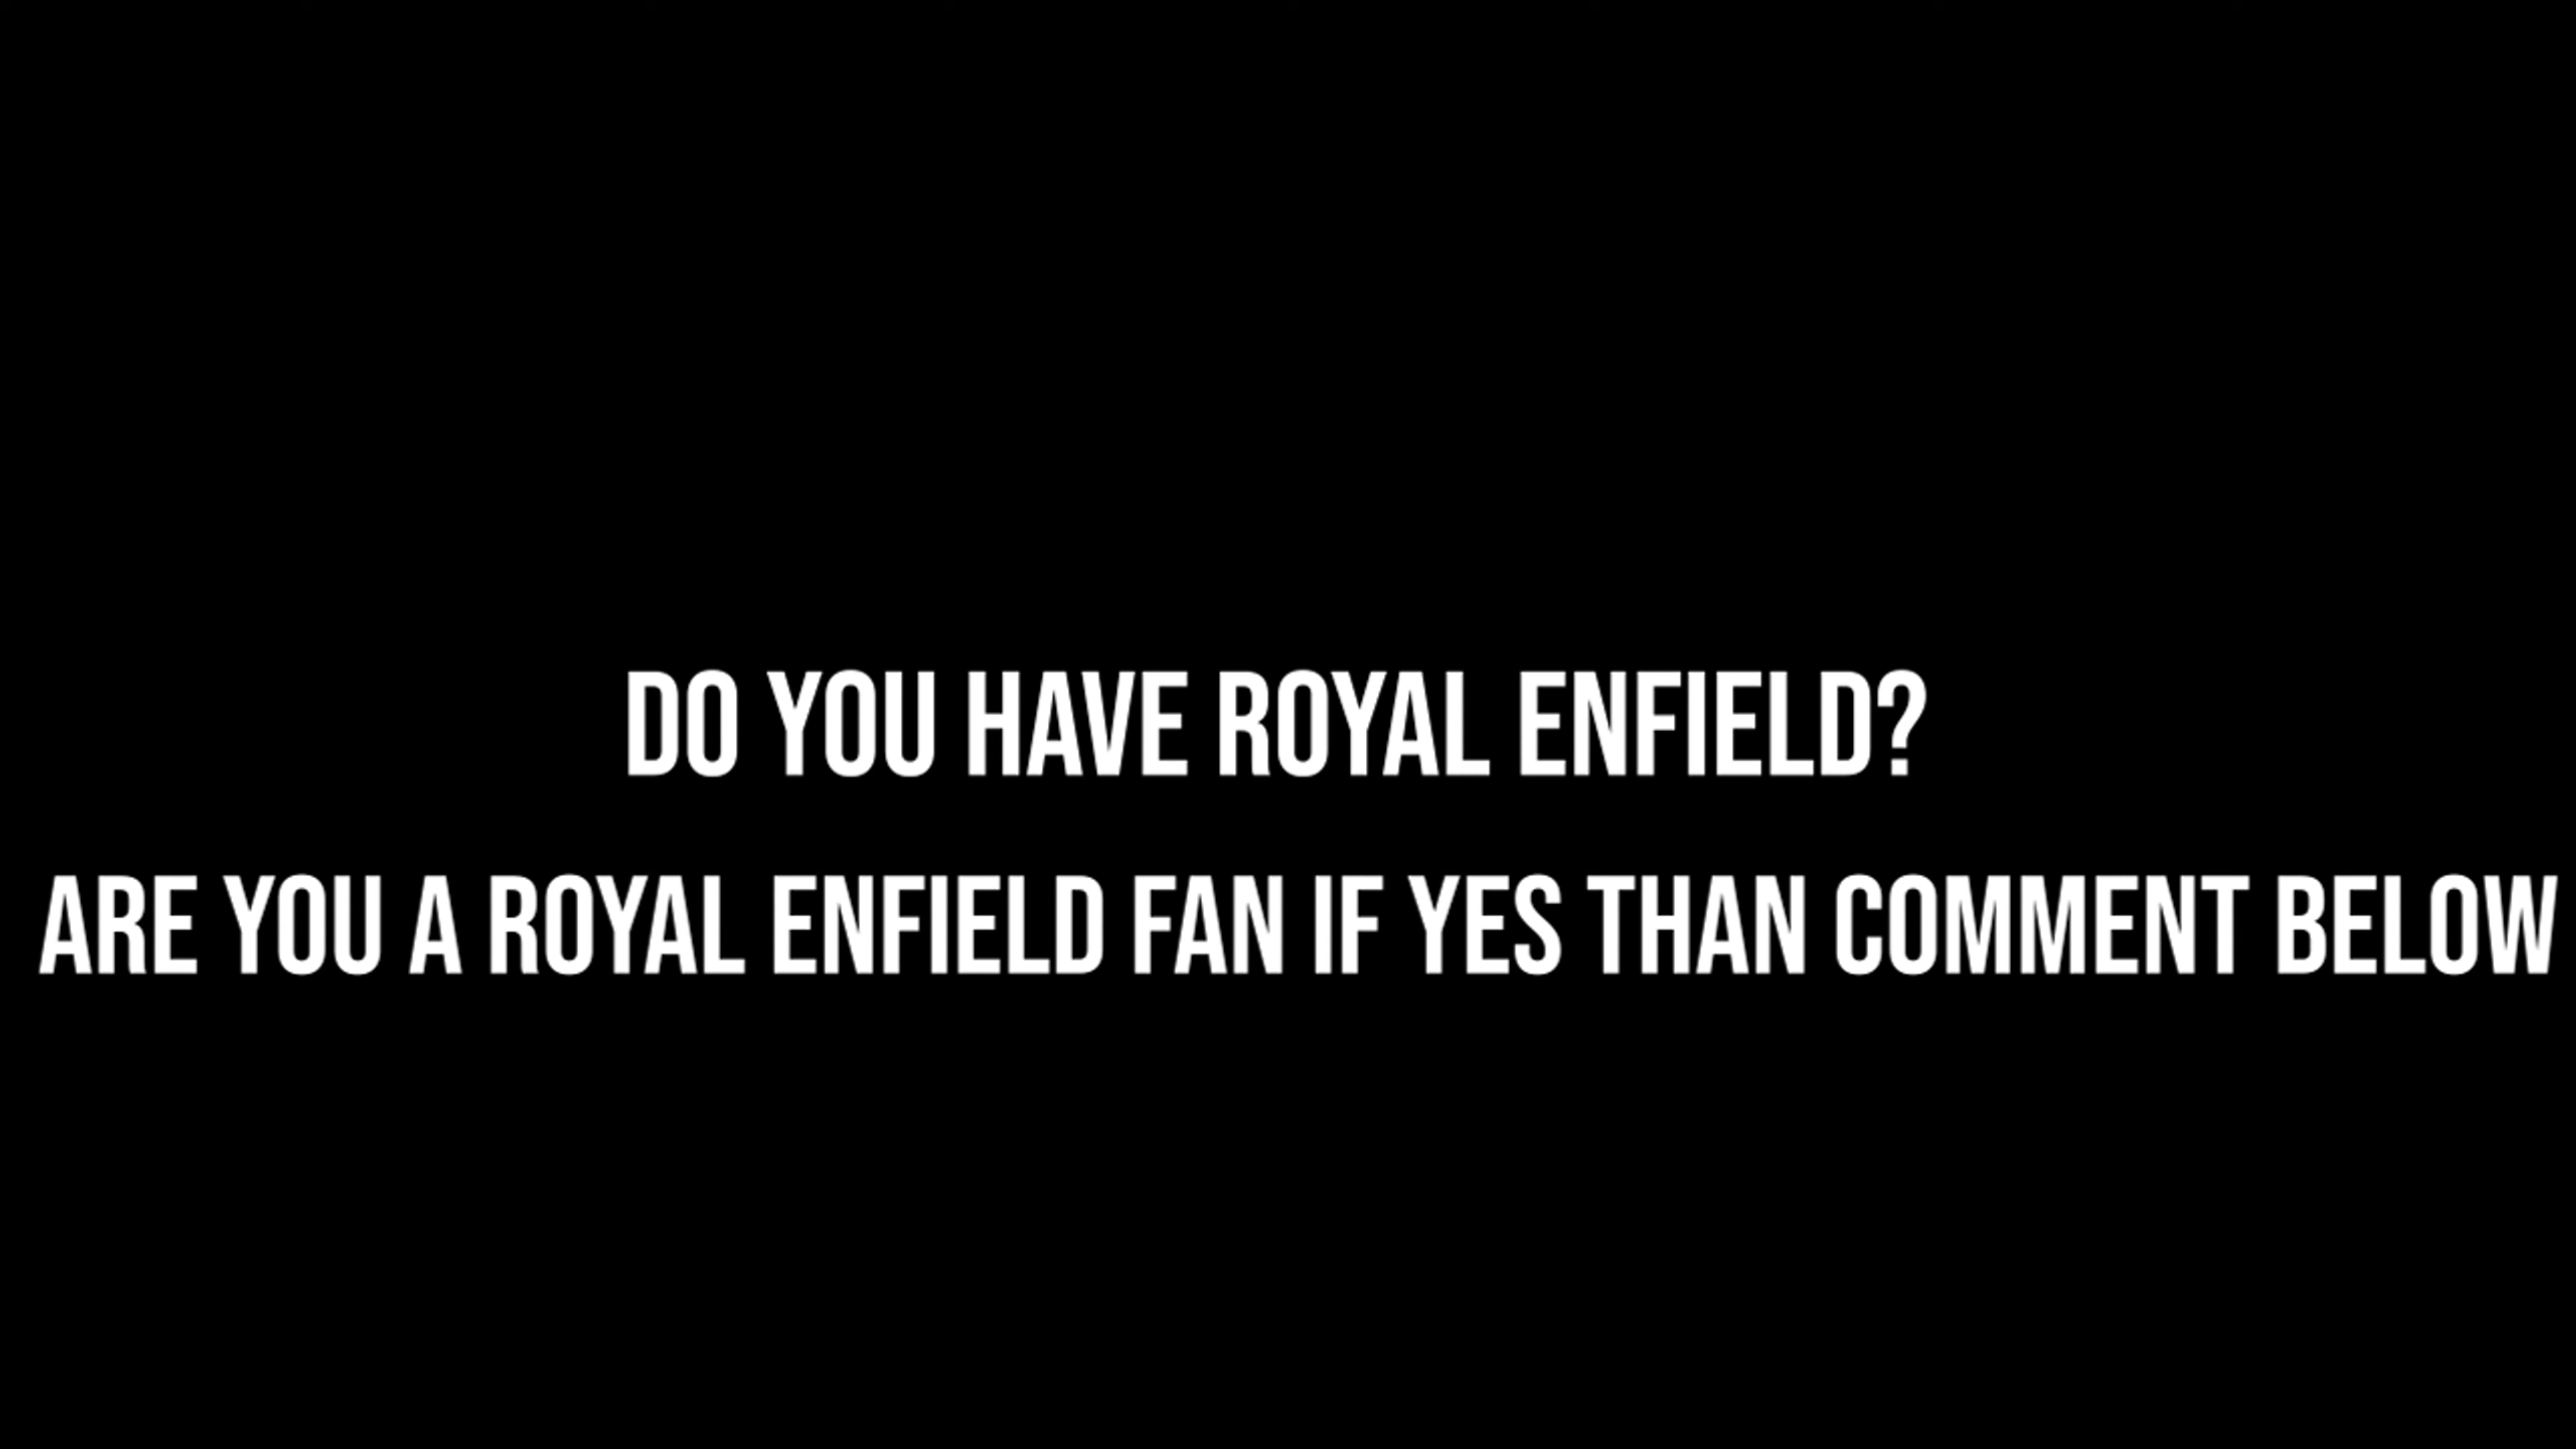 DO YOU HAVE ROYAL ENFIELD?
ARE YOU A ROYAL ENFIELD FAN IF YES THAN COMMENT BELOW